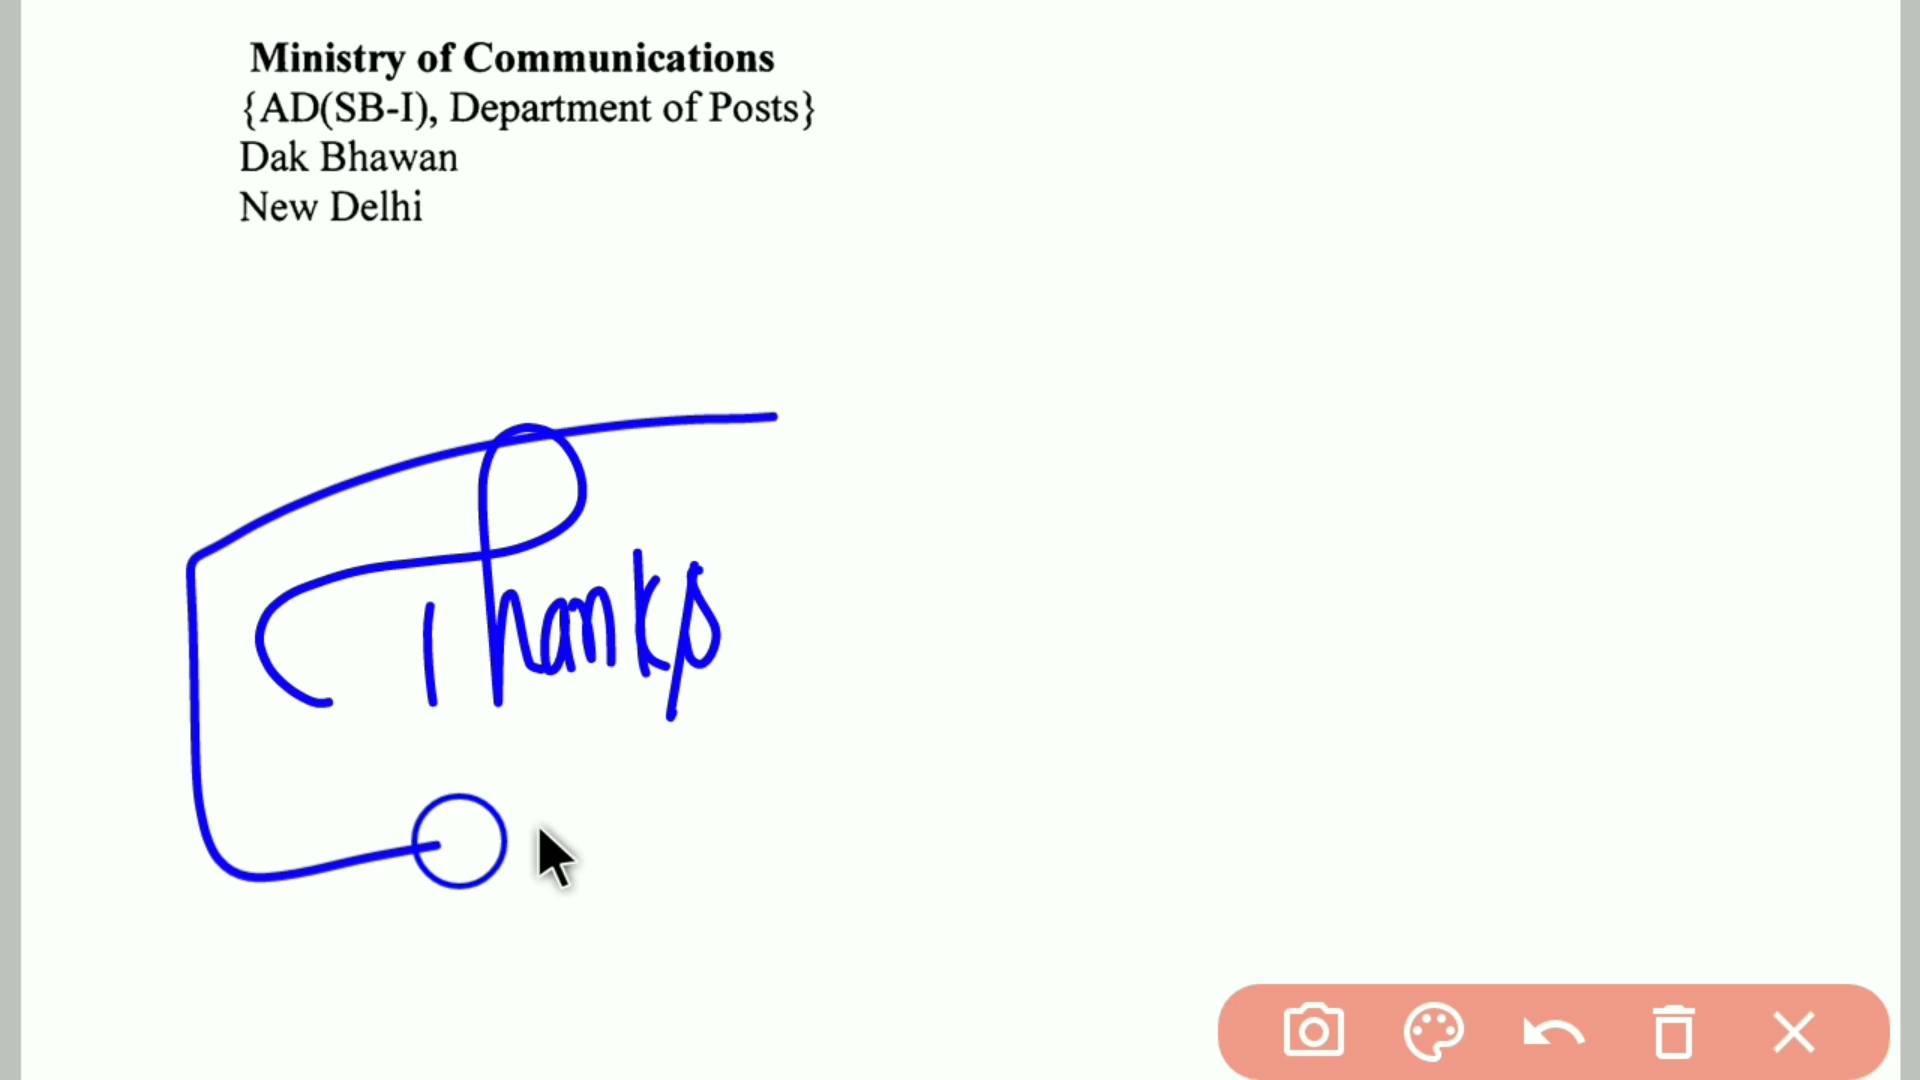 Ministry of Communications
{AD(SB-I), Department of Posts}
Dak Bhawan
New Delhi
Thanks